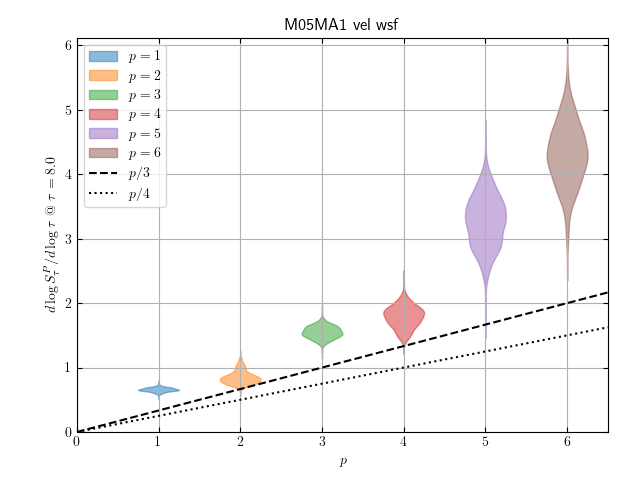 M05MA1 vel wsf
d log S_τ^P / d log τ @ τ = 8.0
6
5
4
3
2
1
0
p = 1
p = 2
p = 3
p = 4
p = 5
p = 6
p/3
p/4
0 1 2 3 4 5 6
p